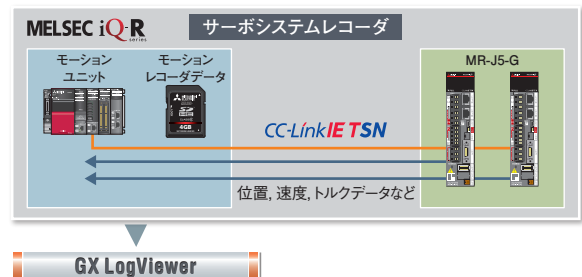 MELSEC iQ-R
series
サーボシステムレコーダ
モーション
ユニット
モーション
レコーダデータ
MR-J5-G
4GB
CC-Link IE TSN
位置, 速度, トルクデータなど
GX LogViewer